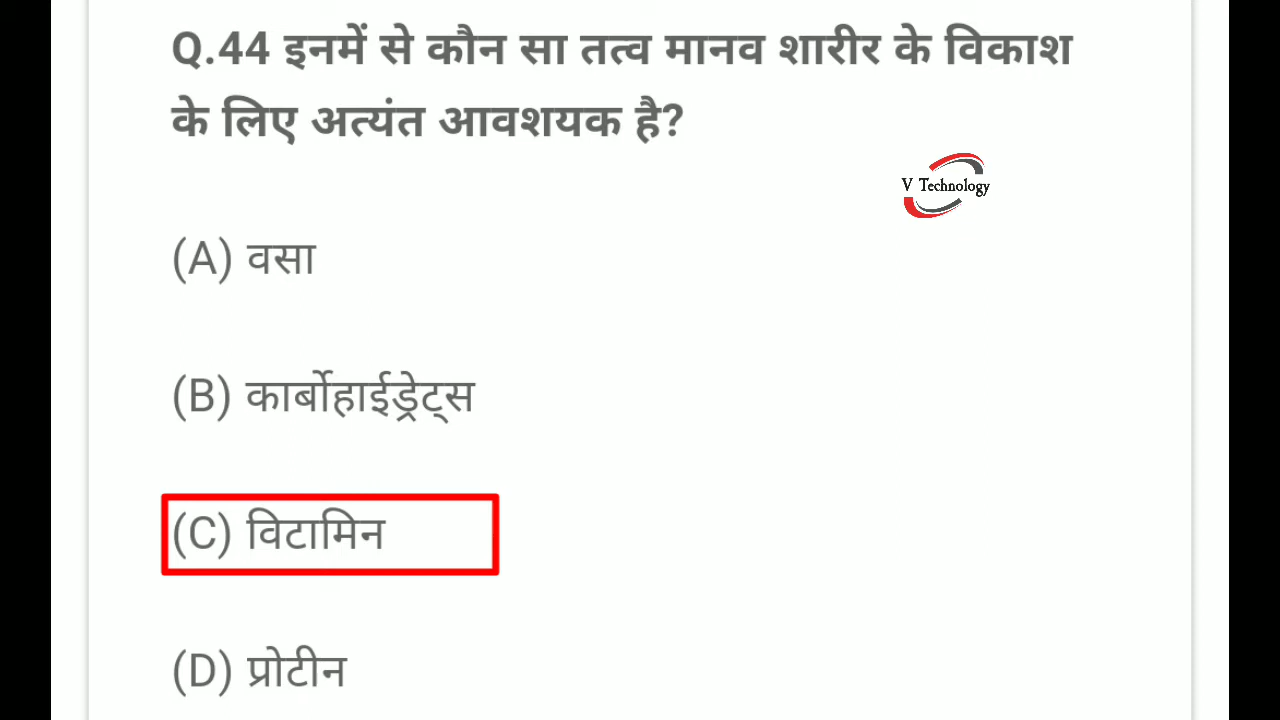 Q.44 इनमें से कौन सा तत्व मानव शारीर के विकाश
के लिए अत्यंत आवशयक है?
V Technology
(A) वसा
(B) कार्बोहाईड्रेट्स
(C) विटामिन
(D) प्रोटीन